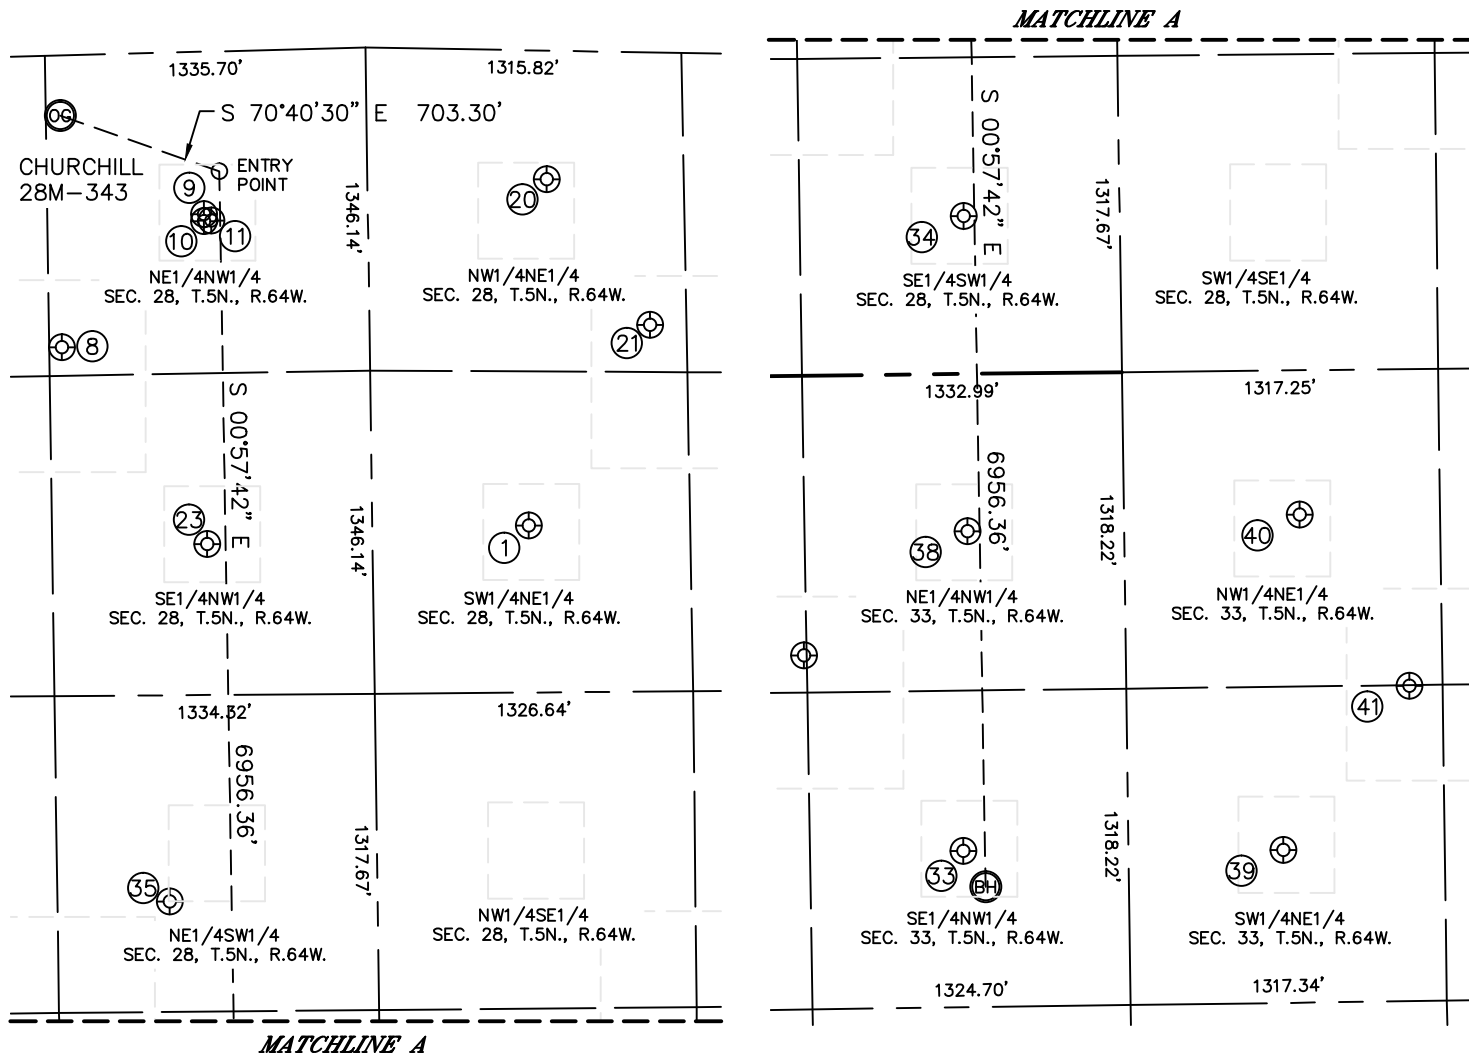 MATCHLINE A
1335.70'
1315.82'
OG
S 70°40'30" E 703.30'
CHURCHILL
28M-343
ENTRY
POINT
9
10
11
20
1346.14'
NE1/4NW1/4
SEC. 28, T.5N., R.64W.
NW1/4NE1/4
SEC. 28, T.5N., R.64W.
8
21
S 00°57'42" E
23
1
1346.14'
SE1/4NW1/4
SEC. 28, T.5N., R.64W.
SW1/4NE1/4
SEC. 28, T.5N., R.64W.
1334.32'
1326.64'
6956.36'
1317.67'
35
NE1/4SW1/4
SEC. 28, T.5N., R.64W.
NW1/4SE1/4
SEC. 28, T.5N., R.64W.
MATCHLINE A
S 00°57'42" E
1317.67'
34
SE1/4SW1/4
SEC. 28, T.5N., R.64W.
SW1/4SE1/4
SEC. 28, T.5N., R.64W.
1332.99'
1317.25'
6956.36'
1318.22'
38
40
NE1/4NW1/4
SEC. 33, T.5N., R.64W.
NW1/4NE1/4
SEC. 33, T.5N., R.64W.
41
1318.22'
33
BH
39
SE1/4NW1/4
SEC. 33, T.5N., R.64W.
SW1/4NE1/4
SEC. 33, T.5N., R.64W.
1324.70'
1317.34'